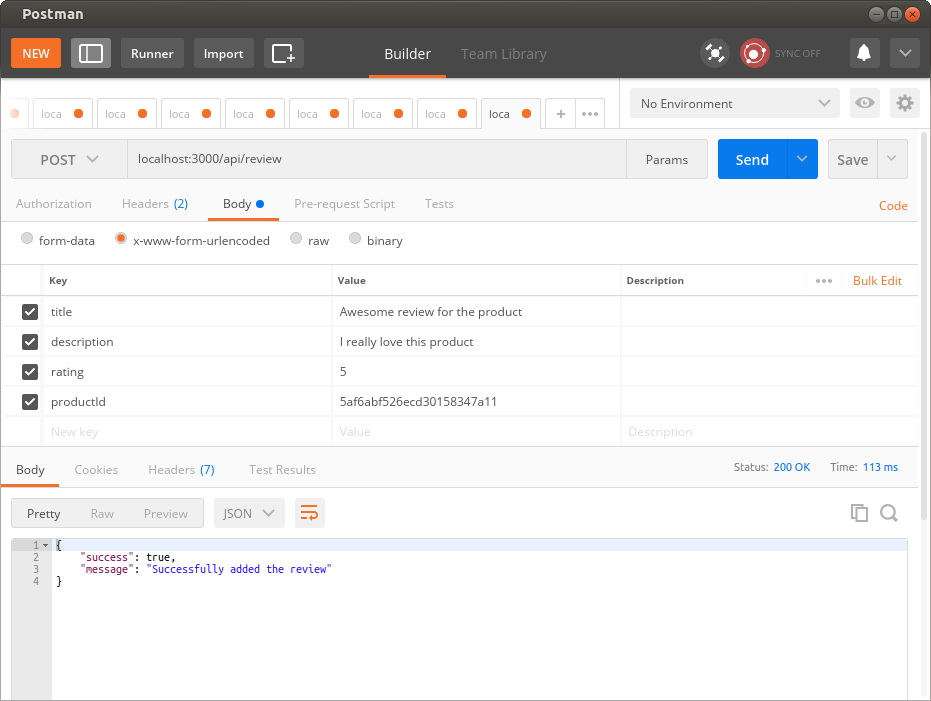 Postman
NEW Runner Import Builder Team Library SYNC OFF
loca loca loca loca loca loca loca loca + ••• No Environment
POST localhost:3000/api/review Params Send Save
Authorization Headers (2) Body Pre-request Script Tests Code
form-data x-www-form-urlencoded raw binary
Key Value Description ••• Bulk Edit
title Awesome review for the product
description I really love this product
rating 5
productId 5af6abf526ecd30158347a11
New key Value Description
Body Cookies Headers (7) Test Results Status: 200 OK Time: 113 ms
Pretty Raw Preview JSON
1 {
2 "success": true,
3 "message": "Successfully added the review"
4 }